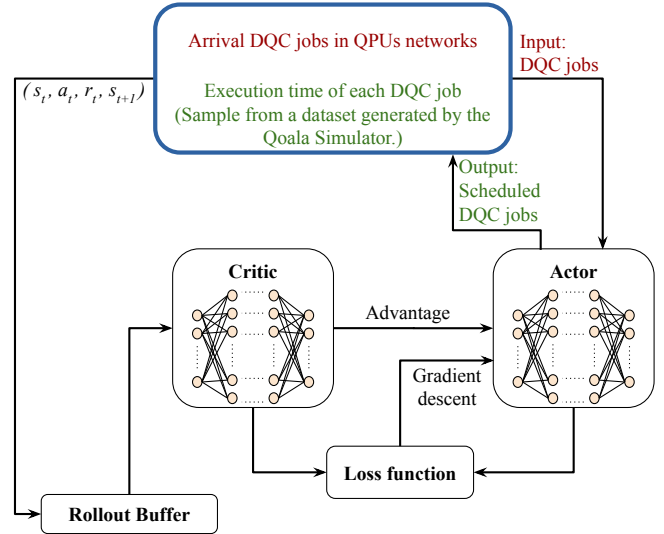 Arrival DQC jobs in QPUs networks
Execution time of each DQC job
(Sample from a dataset generated by the
Qoala Simulator.)
Input:
DQC jobs
(s_t, a_t, r_t, s_{t+1})
Output:
Scheduled
DQC jobs
Critic
Actor
Advantage
Gradient
descent
Loss function
Rollout Buffer